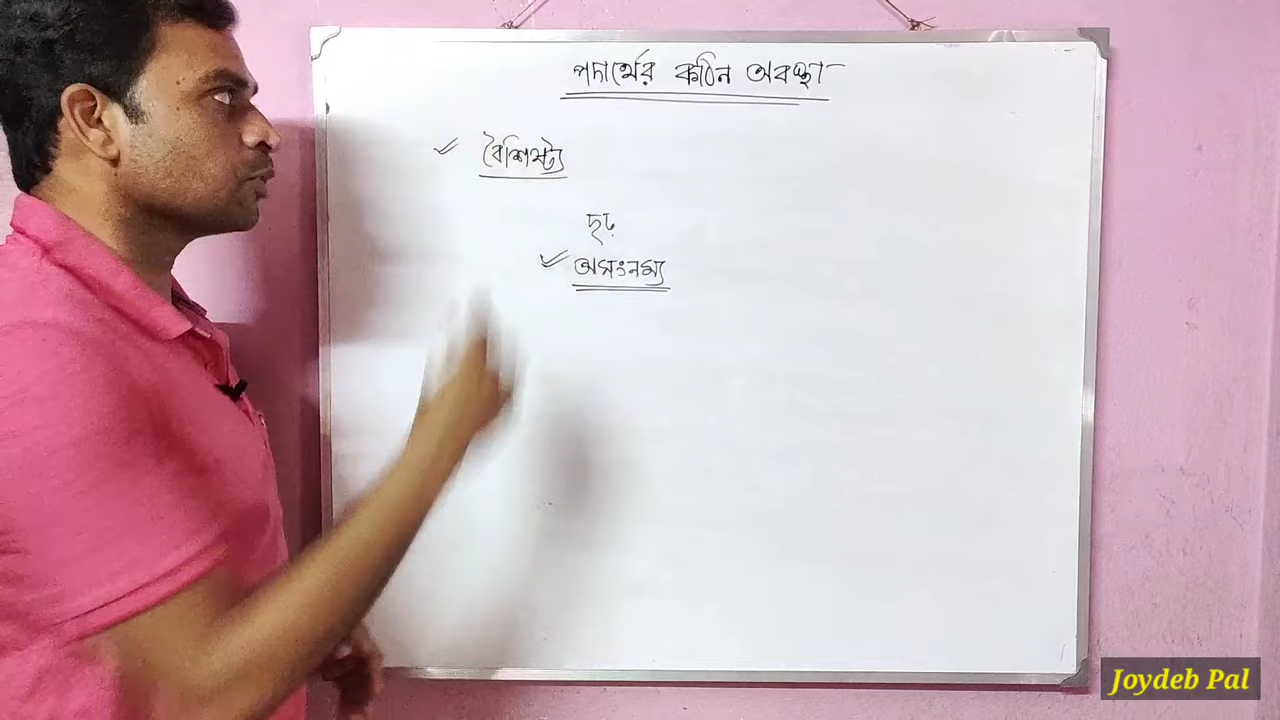 পদার্থের কঠিন অবস্থা
বৈশিষ্ট্য
দৃঢ়
অসংনম্য
Joydeb Pal